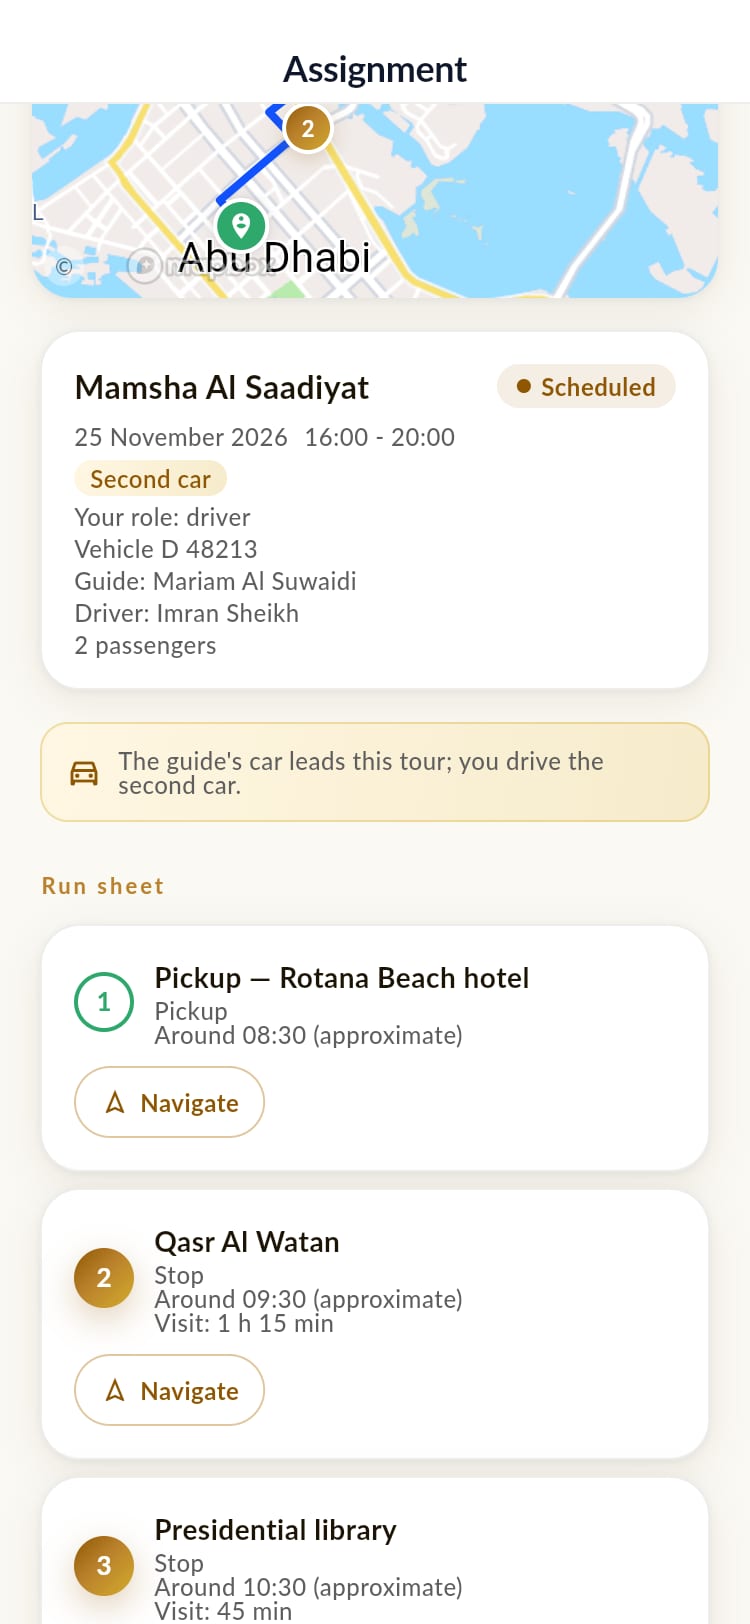 Assignment
2
L
Abu Dhabi
© mapbox
Mamsha Al Saadiyat
Scheduled
25 November 2026 16:00 - 20:00
Second car
Your role: driver
Vehicle D 48213
Guide: Mariam Al Suwaidi
Driver: Imran Sheikh
2 passengers
The guide's car leads this tour; you drive the
second car.
Run sheet
1
Pickup — Rotana Beach hotel
Pickup
Around 08:30 (approximate)
Navigate
2
Qasr Al Watan
Stop
Around 09:30 (approximate)
Visit: 1 h 15 min
Navigate
3
Presidential library
Stop
Around 10:30 (approximate)
Visit: 45 min